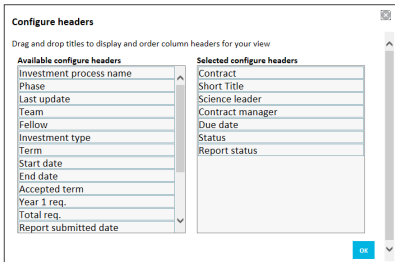 Configure headers
Drag and drop titles to display and order column headers for your view
Available configure headers
Investment process name
Phase
Last update
Team
Fellow
Investment type
Term
Start date
End date
Accepted term
Year 1 req.
Total req.
Report submitted date
Selected configure headers
Contract
Short Title
Science leader
Contract manager
Due date
Status
Report status
OK